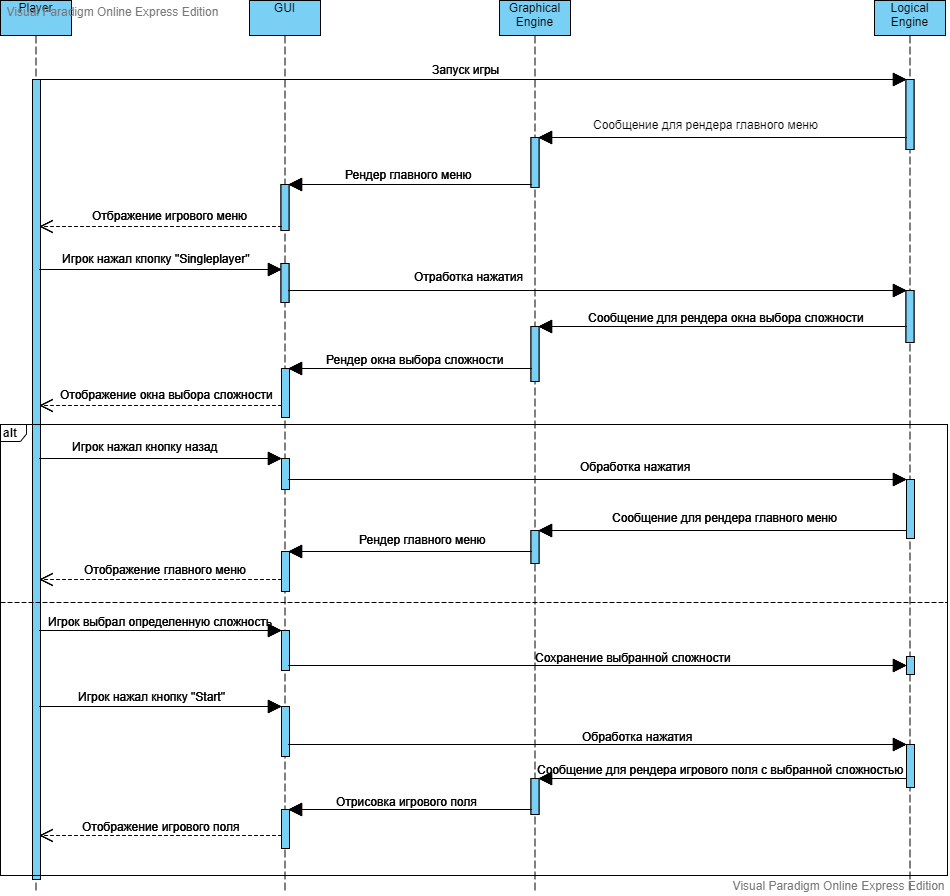 Visual Paradigm Online Express Edition
Player
GUI
Graphical
Engine
Logical
Engine
Запуск игры
Сообщение для рендера главного меню
Рендер главного меню
Отбражение игрового меню
Игрок нажал клопку "Singleplayer"
Отработка нажатия
Сообщение для рендера окна выбора сложности
Рендер окна выбора сложности
Отображение окна выбора сложности
alt
Игрок нажал кнопку назад
Обработка нажатия
Сообщение для рендера главного меню
Рендер главного меню
Отображение главного меню
Игрок выбрал определенную сложность
Сохранение выбранной сложности
Игрок нажал кнопку "Start"
Обработка нажатия
Сообщение для рендера игрового поля с выбранной сложностью
Отрисовка игрового поля
Отображение игрового поля
Visual Paradigm Online Express Edition